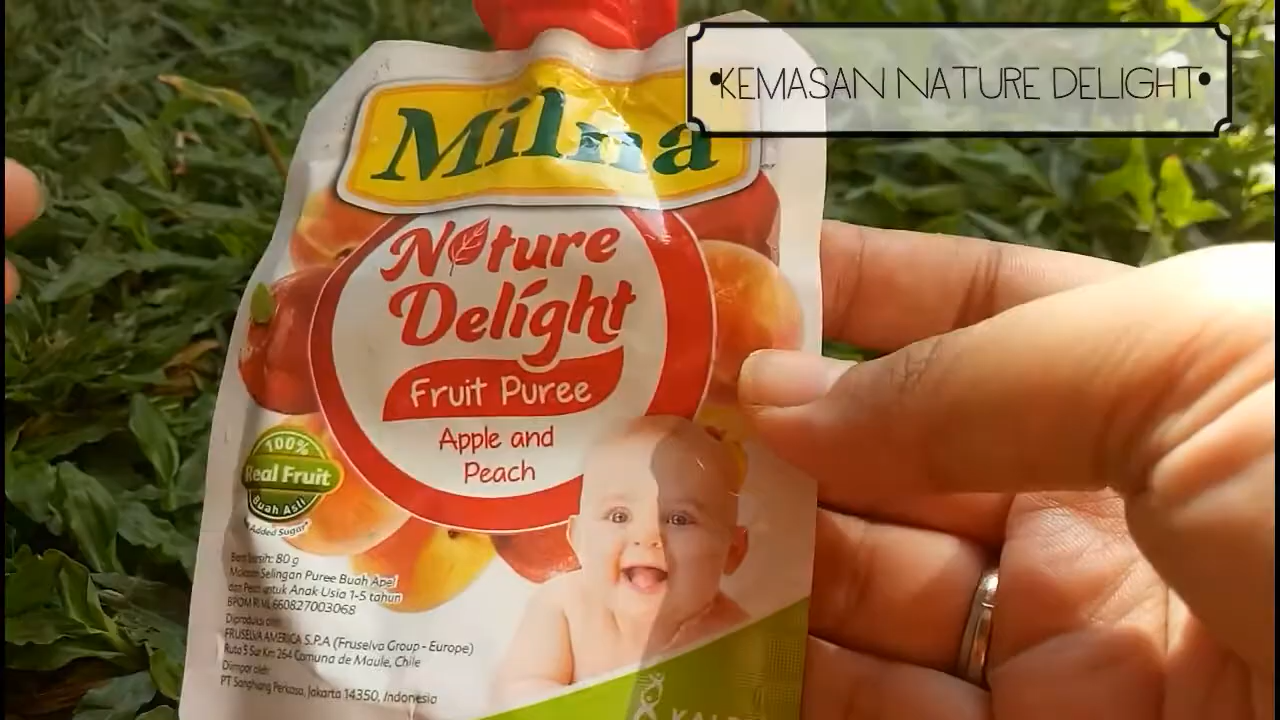 •KEMASAN NATURE DELIGHT•
Milna
Nature
Delight
Fruit Puree
Apple and
Peach
100%
Real Fruit
Buah Asli
Added Sugar*
Berat Bersih: 80 g
Makanan Selingan Puree Buah Apel
dan Peach untuk Anak Usia 1-5 tahun
BPOM RI ML 660827003068
Diproduksi oleh:
FRUSELVA AMERICA S.P.A (Fruselva Group - Europe)
Ruta 5 Sur Km 264 Comuna de Maule, Chile
Diimpor oleh:
PT Sanghiang Perkasa, Jakarta 14350, Indonesia